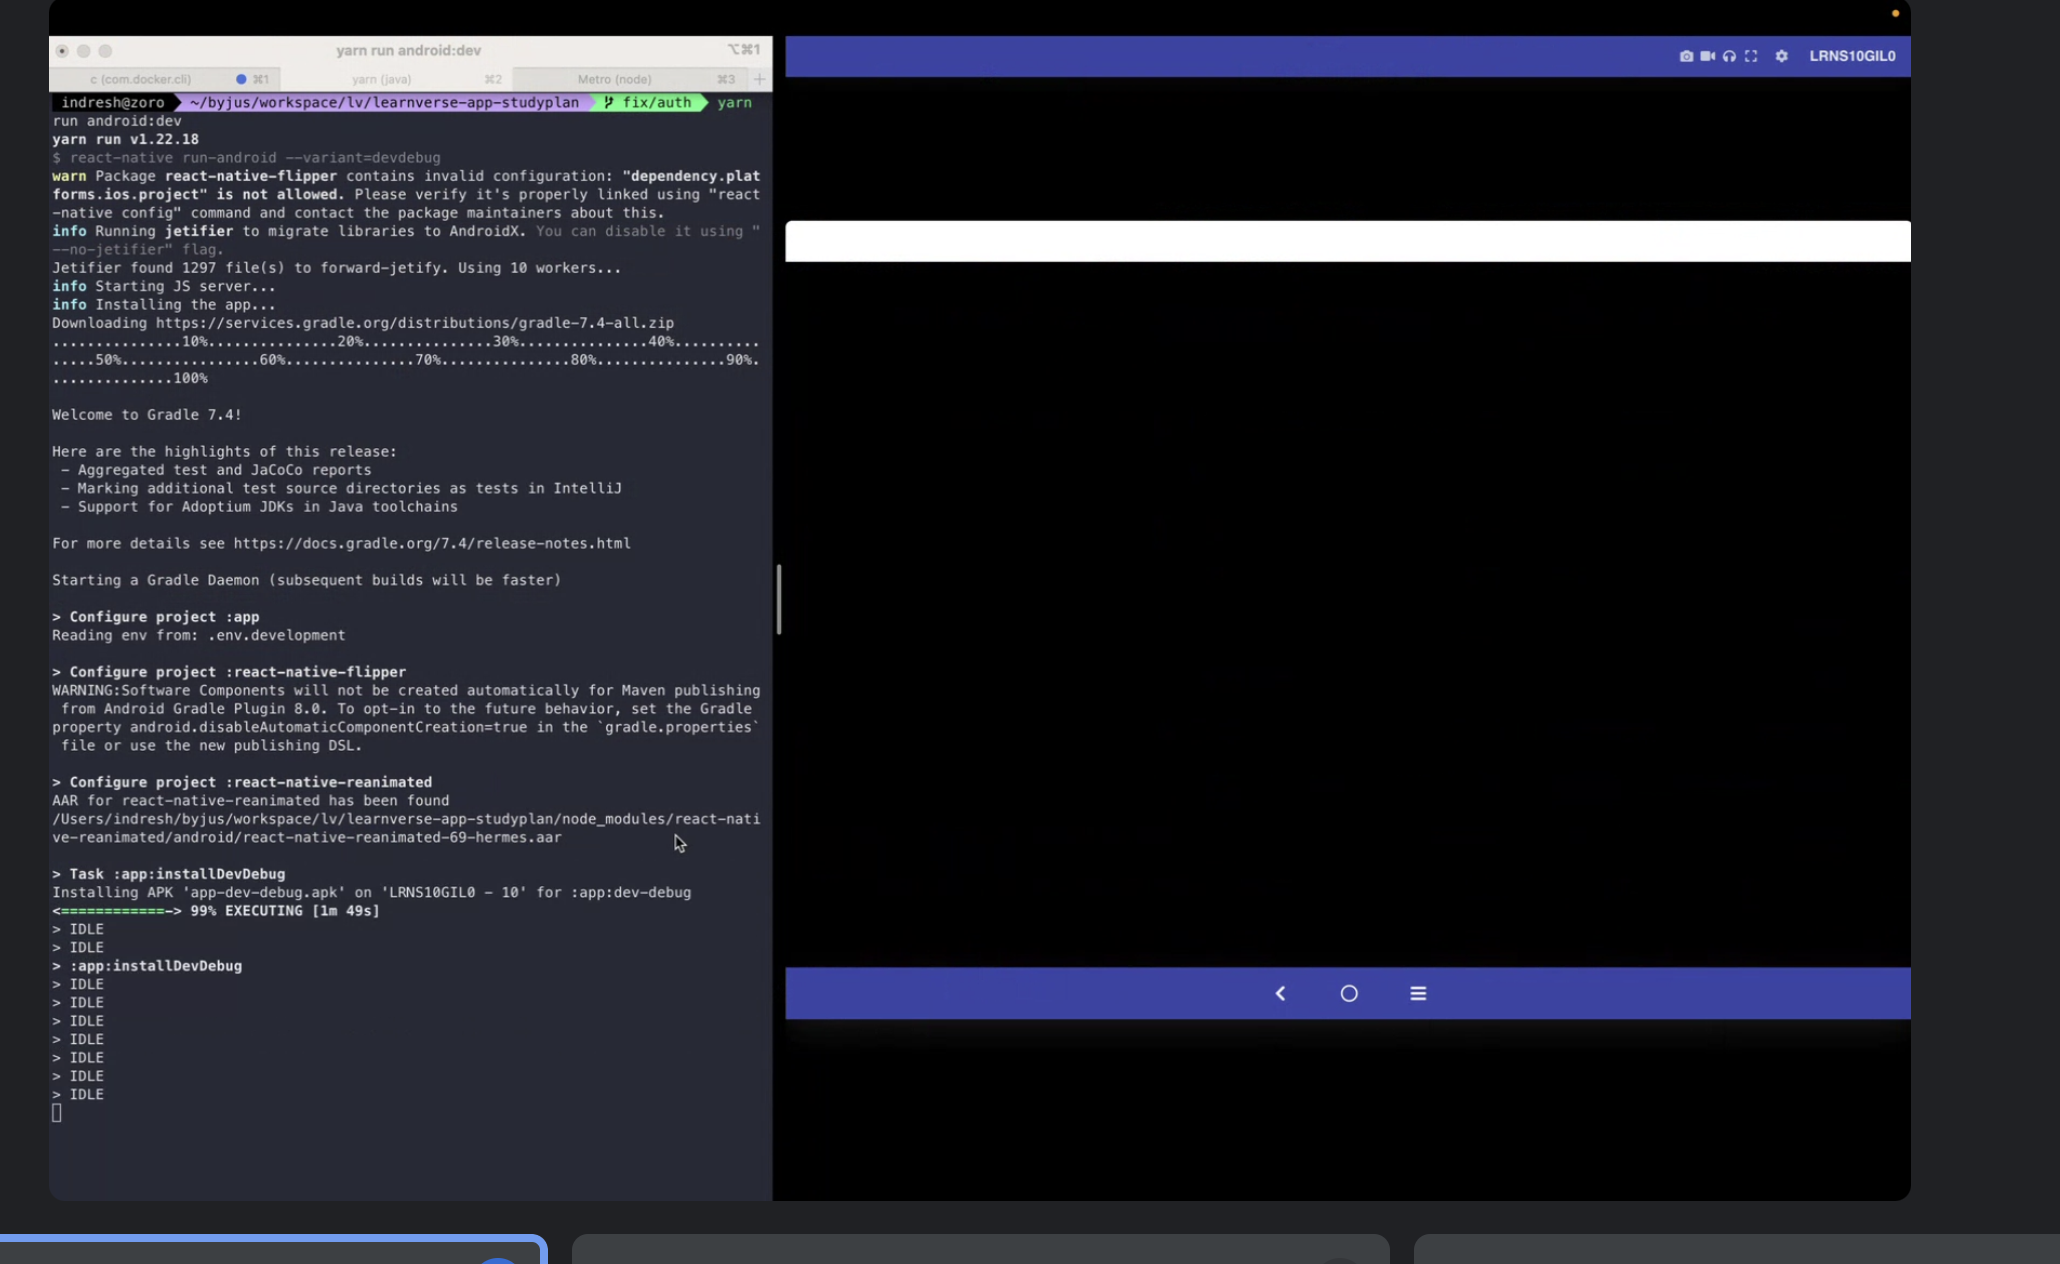 yarn run android:dev
⌥⌘1
c (com.docker.cli) ⌘1
yarn (java) ⌘2
Metro (node) ⌘3 +
LRNS10GIL0
indresh@zoro ~/byjus/workspace/lv/learnverse-app-studyplan fix/auth yarn
run android:dev
yarn run v1.22.18
$ react-native run-android --variant=devdebug
warn Package react-native-flipper contains invalid configuration: "dependency.plat
forms.ios.project" is not allowed. Please verify it's properly linked using "react
-native config" command and contact the package maintainers about this.
info Running jetifier to migrate libraries to AndroidX. You can disable it using "
--no-jetifier" flag.
Jetifier found 1297 file(s) to forward-jetify. Using 10 workers...
info Starting JS server...
info Installing the app...
Downloading https://services.gradle.org/distributions/gradle-7.4-all.zip
...............10%...............20%...............30%...............40%..........
.....50%................60%...............70%...............80%...............90%.
..............100%
Welcome to Gradle 7.4!
Here are the highlights of this release:
- Aggregated test and JaCoCo reports
- Marking additional test source directories as tests in IntelliJ
- Support for Adoptium JDKs in Java toolchains
For more details see https://docs.gradle.org/7.4/release-notes.html
Starting a Gradle Daemon (subsequent builds will be faster)
> Configure project :app
Reading env from: .env.development
> Configure project :react-native-flipper
WARNING:Software Components will not be created automatically for Maven publishing
from Android Gradle Plugin 8.0. To opt-in to the future behavior, set the Gradle
property android.disableAutomaticComponentCreation=true in the `gradle.properties`
file or use the new publishing DSL.
> Configure project :react-native-reanimated
AAR for react-native-reanimated has been found
/Users/indresh/byjus/workspace/lv/learnverse-app-studyplan/node_modules/react-nati
ve-reanimated/android/react-native-reanimated-69-hermes.aar
> Task :app:installDevDebug
Installing APK 'app-dev-debug.apk' on 'LRNS10GIL0 - 10' for :app:dev-debug
<============-> 99% EXECUTING [1m 49s]
> IDLE
> IDLE
> :app:installDevDebug
> IDLE
> IDLE
> IDLE
> IDLE
> IDLE
> IDLE
> IDLE